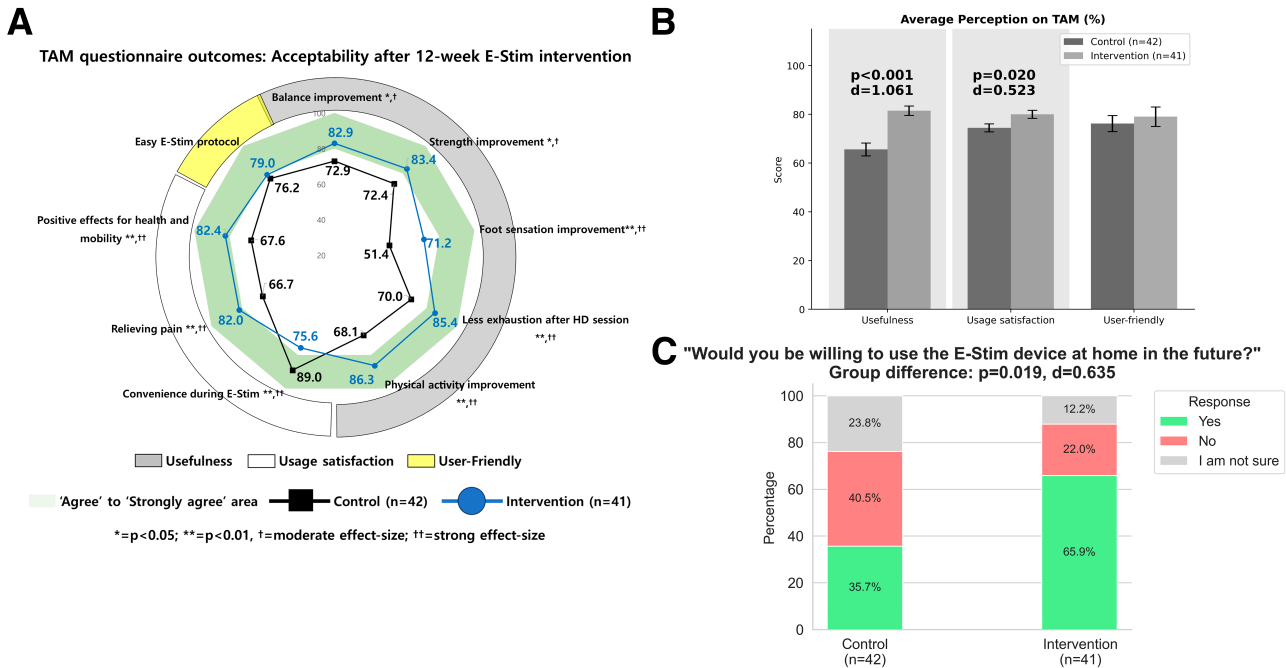 A
TAM questionnaire outcomes: Acceptability after 12-week E-Stim intervention
Balance improvement *,†
100
Easy E-Stim protocol
Strength improvement *,†
82.9
79.0
83.4
72.9
76.2
72.4
60
Positive effects for health and
mobility **,††
82.4
67.6
40
Foot sensation improvement**,††
71.2
51.4
20
66.7
70.0
Relieving pain **,††
82.0
75.6
68.1
85.4
Less exhaustion after HD session
**,††
89.0
86.3
Convenience during E-Stim **,††
Physical activity improvement
**,††
Usefulness
Usage satisfaction
User-Friendly
'Agree' to 'Strongly agree' area
Control (n=42)
Intervention (n=41)
*=p<0.05; **=p<0.01, †=moderate effect-size; ††=strong effect-size
B
Average Perception on TAM (%)
Control (n=42)
Intervention (n=41)
p<0.001
d=1.061
p=0.020
d=0.523
Score
100
80
60
40
20
0
Usefulness
Usage satisfaction
User-friendly
C
"Would you be willing to use the E-Stim device at home in the future?"
Group difference: p=0.019, d=0.635
Percentage
100
80
60
40
20
0
23.8%
40.5%
35.7%
12.2%
22.0%
65.9%
Control
(n=42)
Intervention
(n=41)
Response
Yes
No
I am not sure